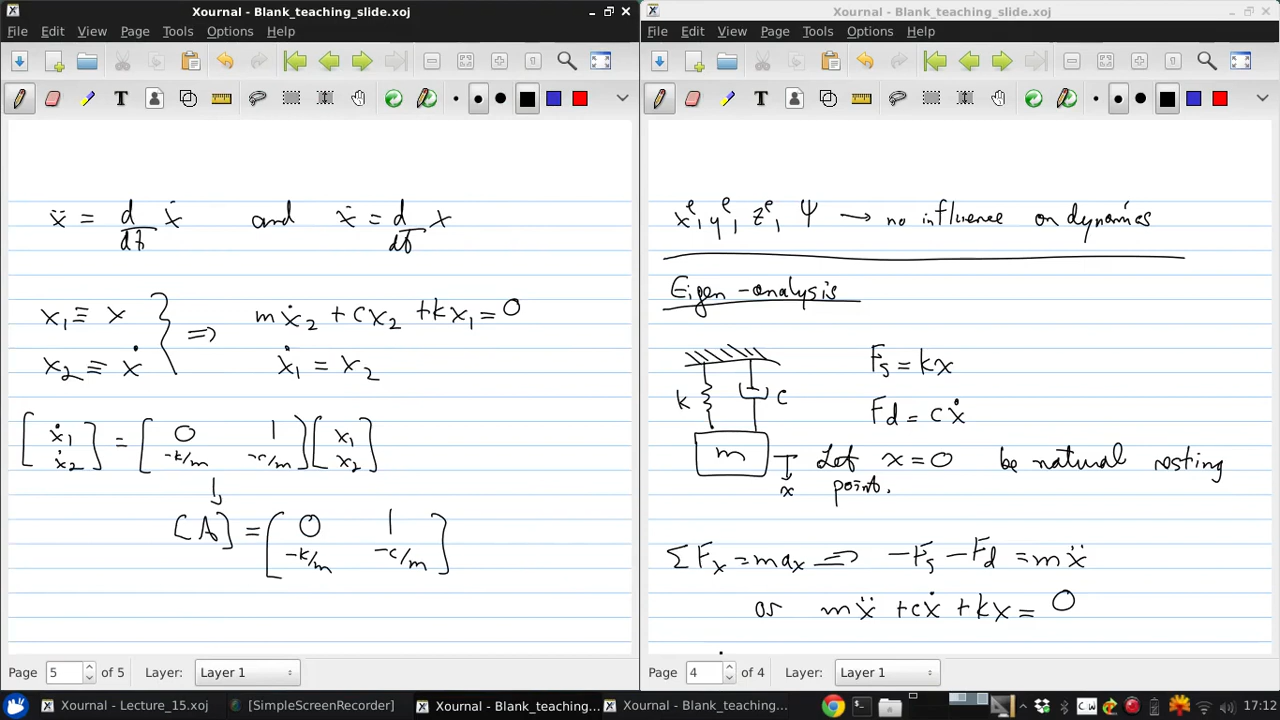 Xournal - Blank_teaching_slide.xoj
File Edit View Page Tools Options Help
ẍ = d/dt ẋ and ẋ = d/dt x
x₁ ≡ x } ⇒ mẋ₂ + cx₂ + kx₁ = 0
x₂ ≡ ẋ ẋ₁ = x₂
[ẋ₁ ẋ₂] = [0 1 -k/m -c/m] [x₁ x₂]
[A] = [0 1 -k/m -c/m]
Page 5 of 5 Layer: Layer 1
Xournal - Blank_teaching_slide.xoj
File Edit View Page Tools Options Help
xᵉ, yᵉ, zᵉ, Ψ → no influence on dynamics
Eigen-analysis
Fs = kx
k c
Fd = cẋ
m x Let x = 0 be natural resting
point.
ΣFx = max ⇒ -Fs - Fd = mẍ
or mẍ + cẋ + kx = 0
Page 4 of 4 Layer: Layer 1
Xournal - Lecture_15.xoj [SimpleScreenRecorder] Xournal - Blank_teaching... Xournal - Blank_teaching... 17:12